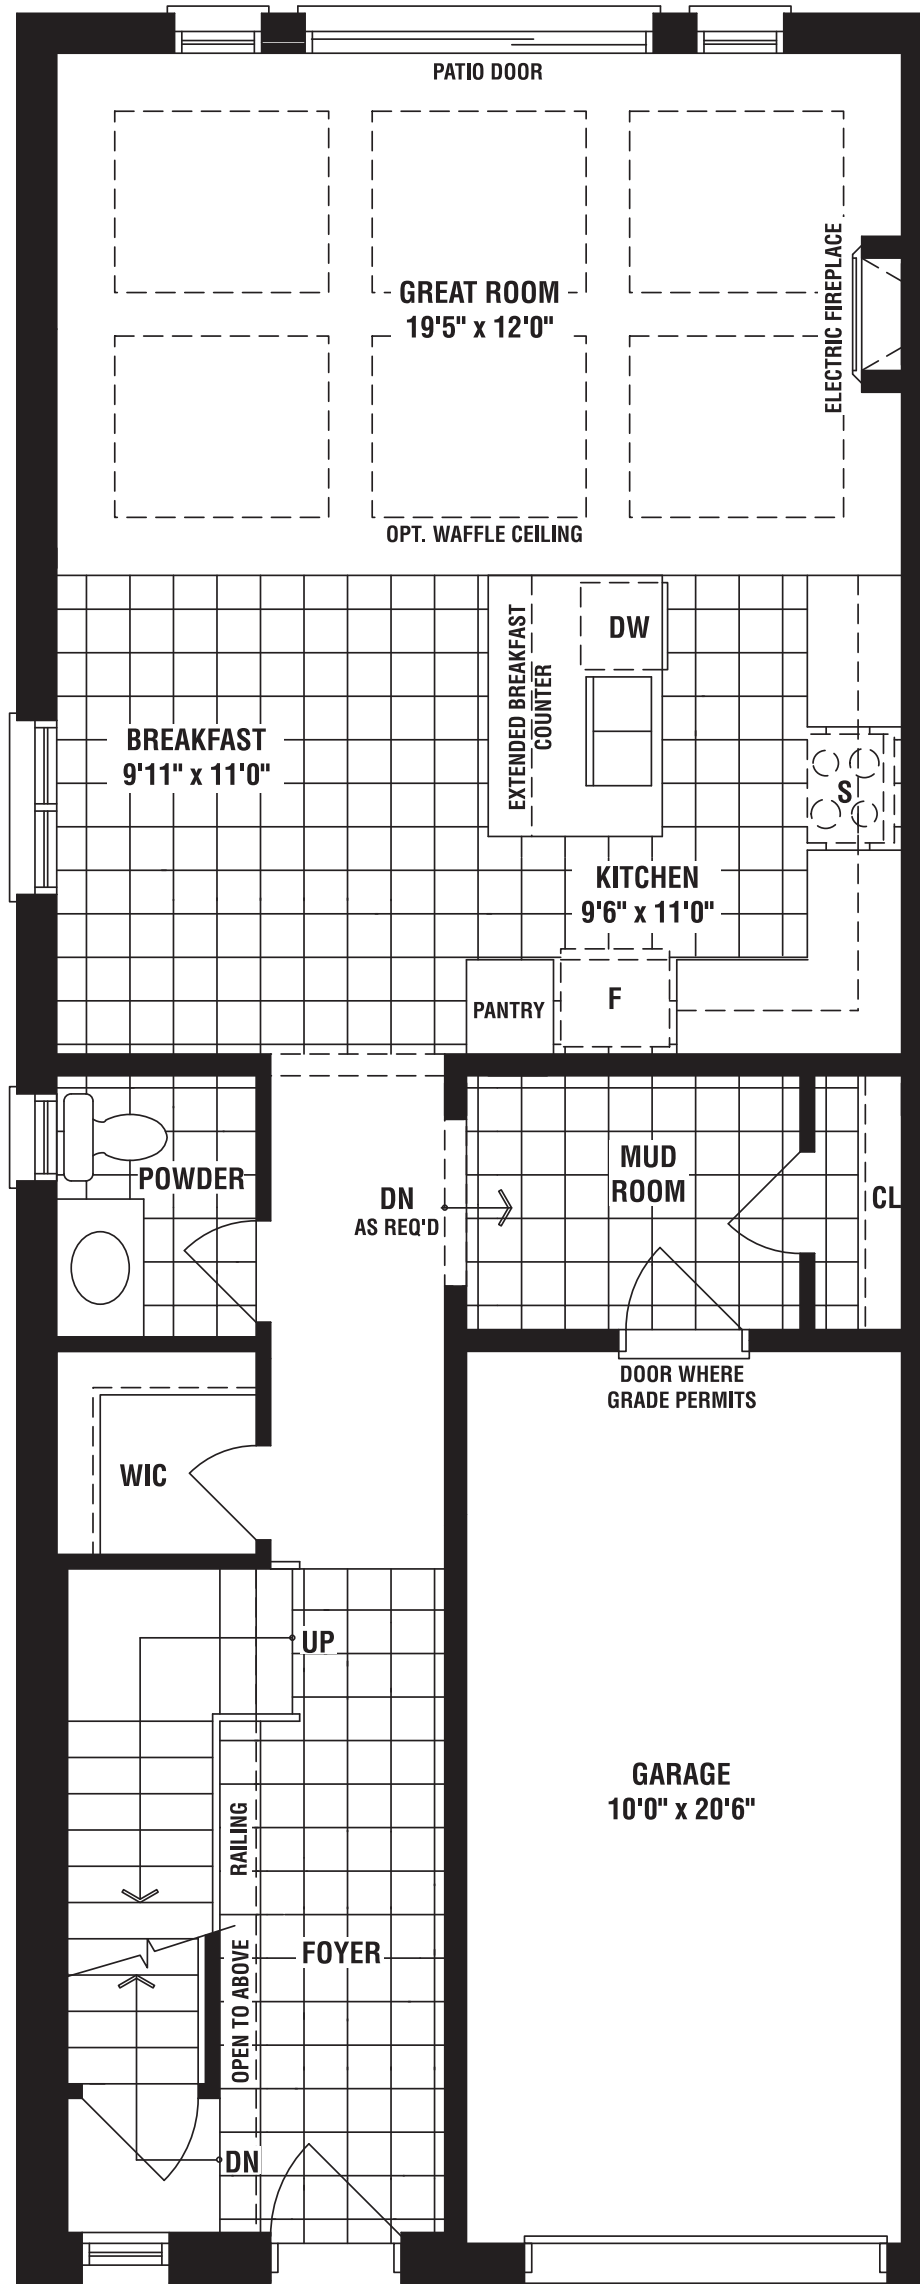 PATIO DOOR
GREAT ROOM
19'5" x 12'0"
ELECTRIC FIREPLACE
OPT. WAFFLE CEILING
EXTENDED BREAKFAST
COUNTER
DW
BREAKFAST
9'11" x 11'0"
S
KITCHEN
9'6" x 11'0"
PANTRY
F
POWDER
DN
AS REQ'D
MUD
ROOM
CL
DOOR WHERE
GRADE PERMITS
WIC
UP
GARAGE
10'0" x 20'6"
RAILING
FOYER
OPEN TO ABOVE
DN